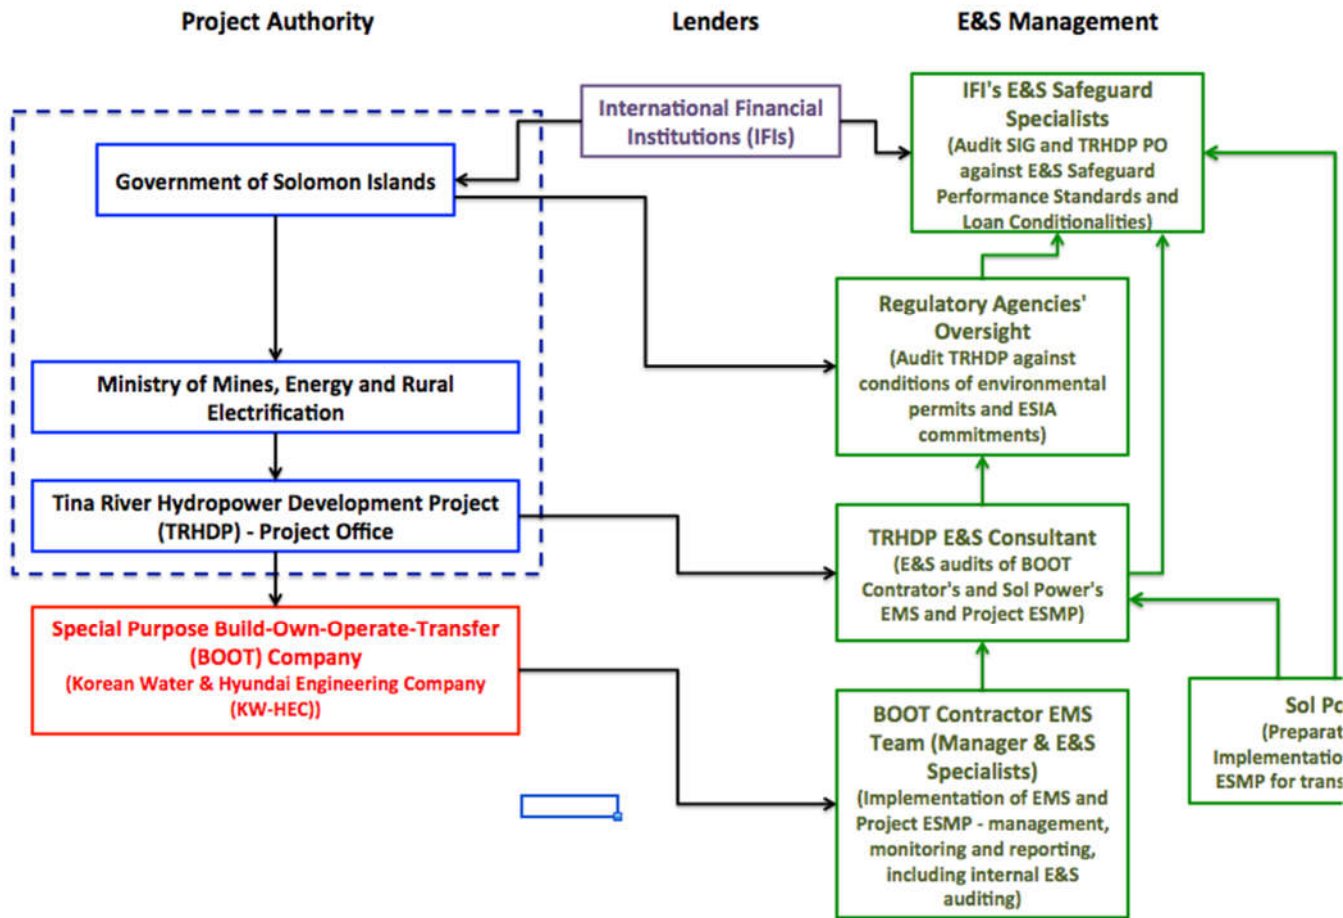 Project Authority
Lenders
E&S Management
International Financial
Institutions (IFIs)
IFI's E&S Safeguard
Specialists
(Audit SIG and TRHDP PO
against E&S Safeguard
Performance Standards and
Loan Conditionalities)
Government of Solomon Islands
Regulatory Agencies'
Oversight
(Audit TRHDP against
conditions of environmental
permits and ESIA
commitments)
Ministry of Mines, Energy and Rural
Electrification
Tina River Hydropower Development Project
(TRHDP) - Project Office
TRHDP E&S Consultant
(E&S audits of BOOT
Contrator's and Sol Power's
EMS and Project ESMP)
Special Purpose Build-Own-Operate-Transfer
(BOOT) Company
(Korean Water & Hyundai Engineering Company
(KW-HEC))
BOOT Contractor EMS
Team (Manager & E&S
Specialists)
(Implementation of EMS and
Project ESMP - management,
monitoring and reporting,
including internal E&S
auditing)
Sol
ESMP for